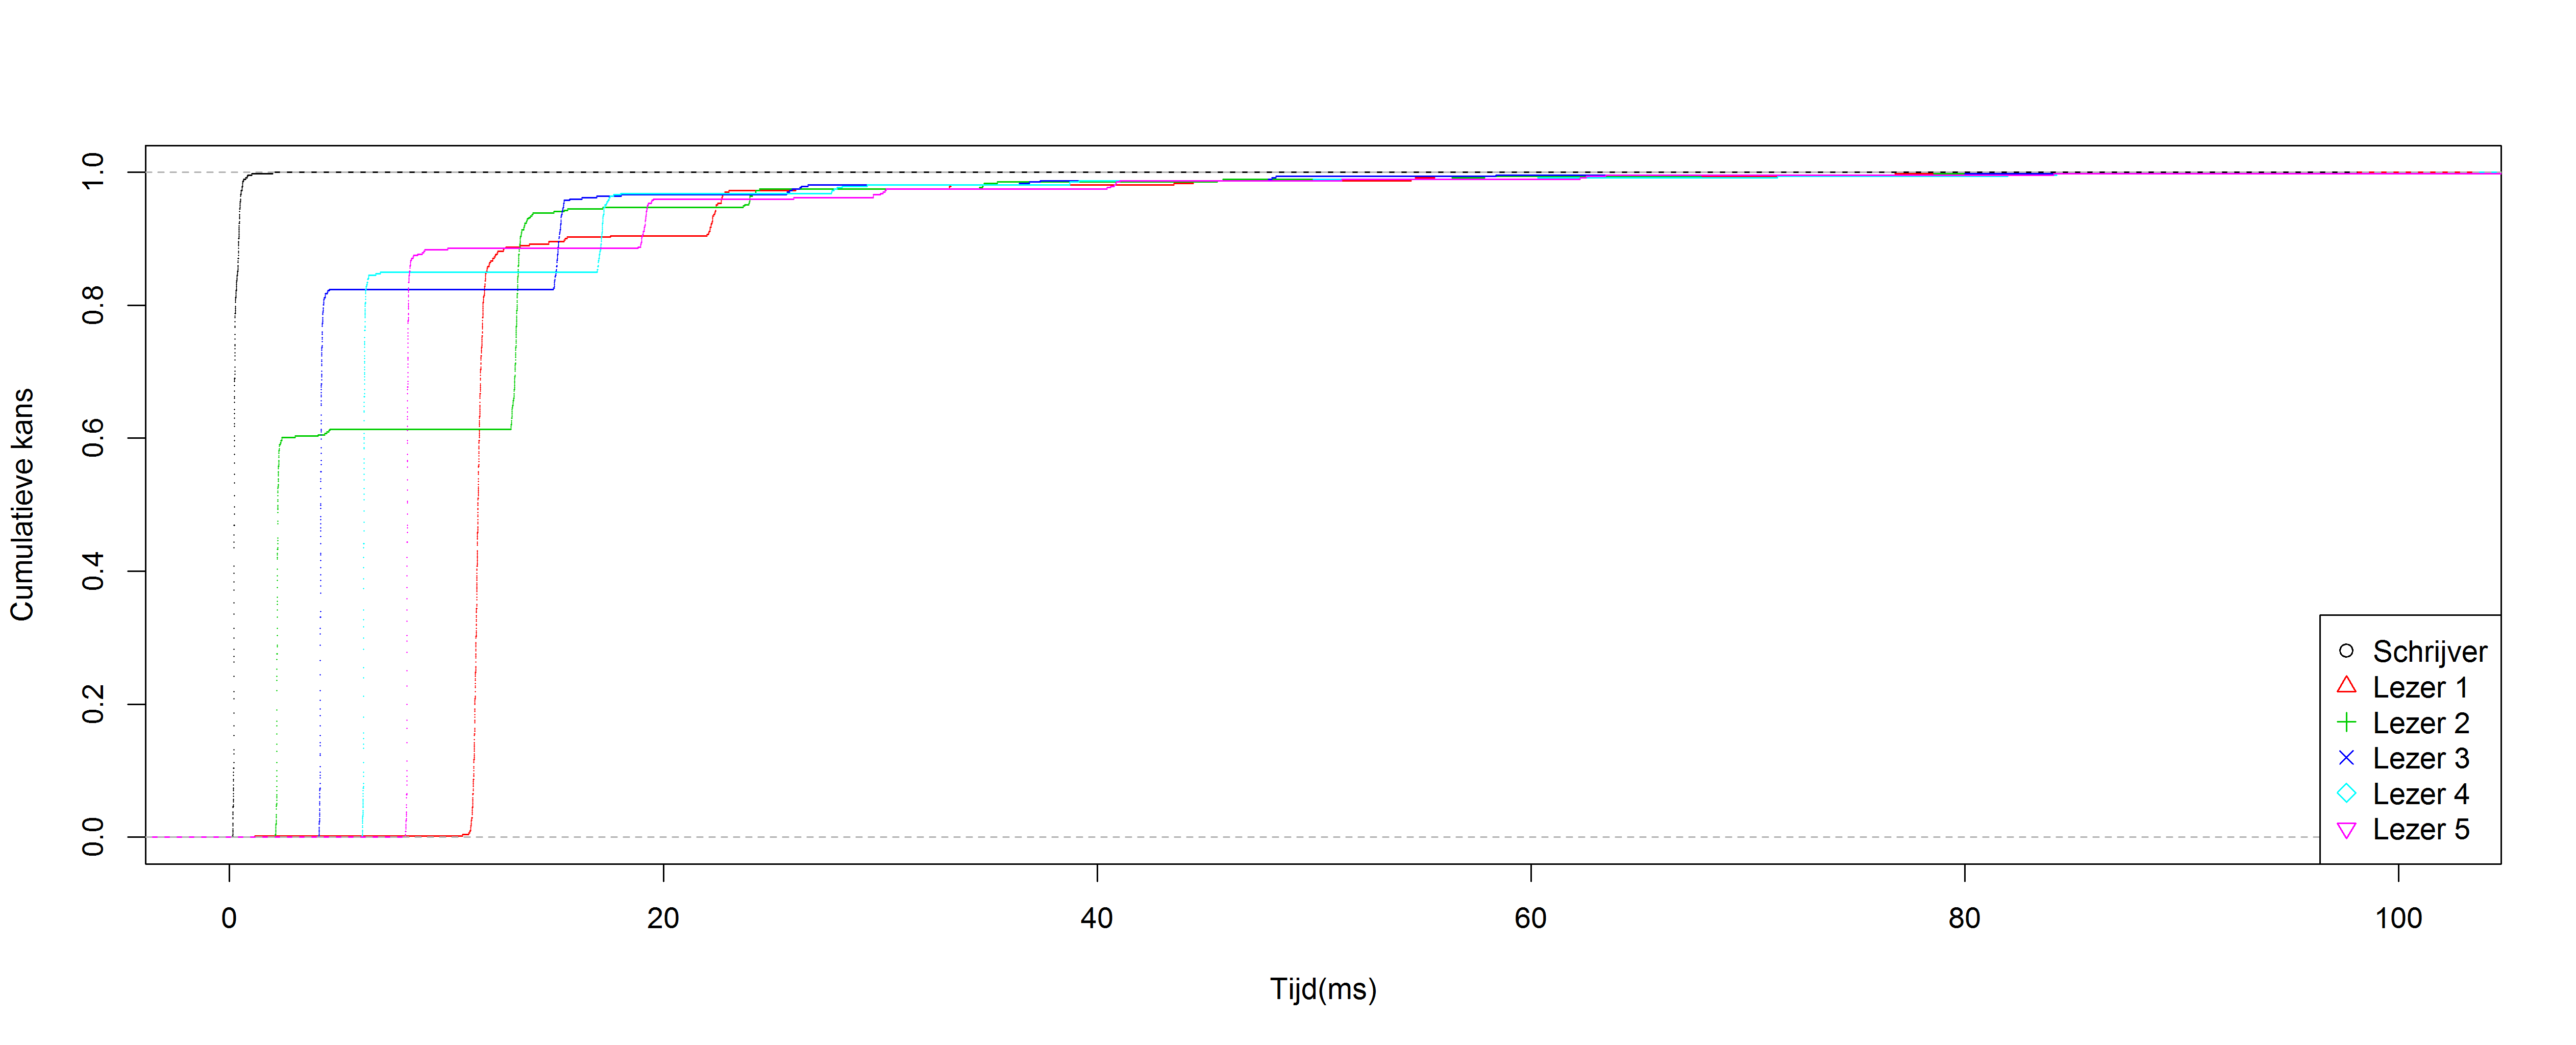 Cumulatieve kans
1.0
0.8
0.6
0.4
0.2
0.0
0 20 40 60 80 100
Tijd(ms)
Schrijver
Lezer 1
Lezer 2
Lezer 3
Lezer 4
Lezer 5